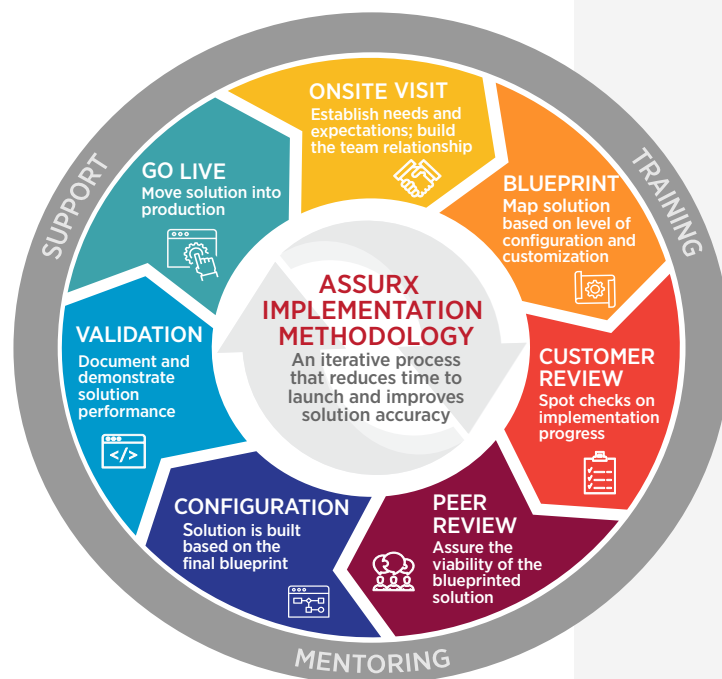 ONSITE VISIT
Establish needs and
expectations; build
the team relationship
BLUEPRINT
Map solution
based on level of
configuration and
customization
CUSTOMER
REVIEW
Spot checks on
implementation
progress
PEER
REVIEW
Assure the
viability of the
blueprinted
solution
CONFIGURATION
Solution is built
based on the
final blueprint
VALIDATION
Document and
demonstrate
solution
performance
</>
GO LIVE
Move solution into
production
ASSURX
IMPLEMENTATION
METHODOLOGY
An iterative process
that reduces time to
launch and improves
solution accuracy
SUPPORT
TRAINING
MENTORING